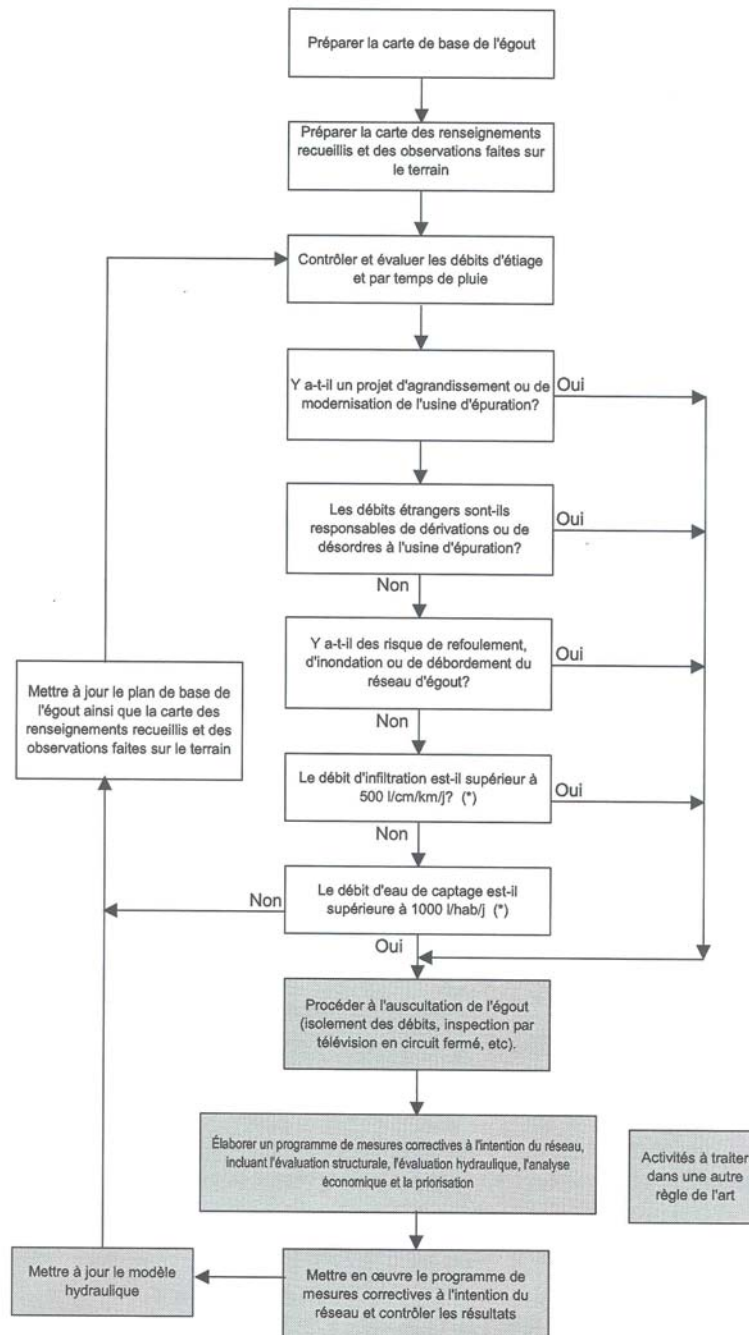 Préparer la carte de base de l'égout
Préparer la carte des renseignements
recueillis et des observations faites sur
le terrain
Contrôler et évaluer les débits d'étiage
et par temps de pluie
Y a-t-il un projet d'agrandissement ou de
modernisation de l'usine d'épuration?
Oui
Les débits étrangers sont-ils
responsables de dérivations ou de
désordres à l'usine d'épuration?
Oui
Non
Y a-t-il des risque de refoulement,
d'inondation ou de débordement du
réseau d'égout?
Oui
Non
Mettre à jour le plan de base de
l'égout ainsi que la carte des
renseignements recueillis et des
observations faites sur le terrain
Le débit d'infiltration est-il supérieur à
500 l/cm/km/j? (*)
Oui
Non
Le débit d'eau de captage est-il
supérieure à 1000 l/hab/j (*)
Non
Oui
Procéder à l'auscultation de l'égout
(isolement des débits, inspection par
télévision en circuit fermé, etc).
Élaborer un programme de mesures correctives à l'intention du réseau,
incluant l'évaluation structurale, l'évaluation hydraulique, l'analyse
économique et la priorisation
Activités à traiter
dans une autre
règle de l'art
Mettre à jour le modèle
hydraulique
Mettre en œuvre le programme de
mesures correctives à l'intention du
réseau et contrôler les résultats